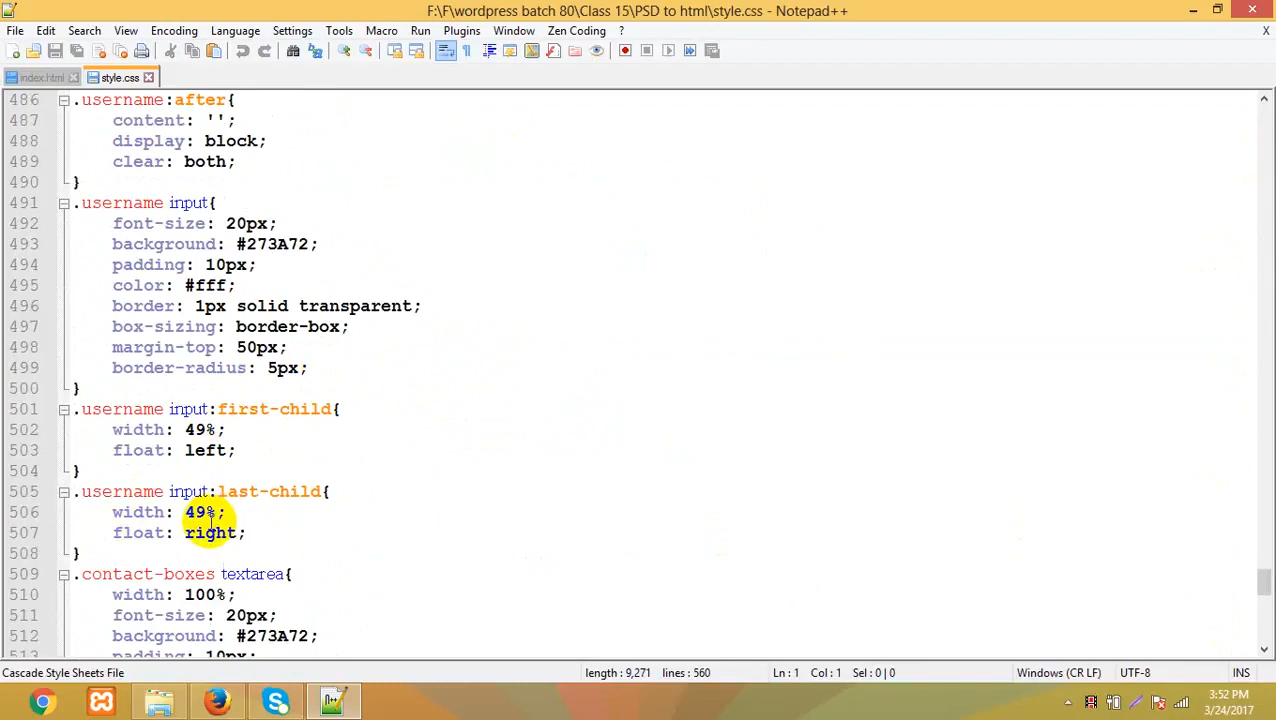 F:\F\wordpress batch 80\Class 15\PSD to html\style.css - Notepad++
File Edit Search View Encoding Language Settings Tools Macro Run Plugins Window Zen Coding ? X
index.html style.css
486 .username:after{
487 content: '';
488 display: block;
489 clear: both;
490 }
491 .username input{
492 font-size: 20px;
493 background: #273A72;
494 padding: 10px;
495 color: #fff;
496 border: 1px solid transparent;
497 box-sizing: border-box;
498 margin-top: 50px;
499 border-radius: 5px;
500 }
501 .username input:first-child{
502 width: 49%;
503 float: left;
504 }
505 .username input:last-child{
506 width: 49%;
507 float: right;
508 }
509 .contact-boxes textarea{
510 width: 100%;
511 font-size: 20px;
512 background: #273A72;
padding: 10px;
Cascade Style Sheets File length : 9,271 lines : 560 Ln : 1 Col : 1 Sel : 0 | 0 Windows (CR LF) UTF-8 INS
3:52 PM
3/24/2017